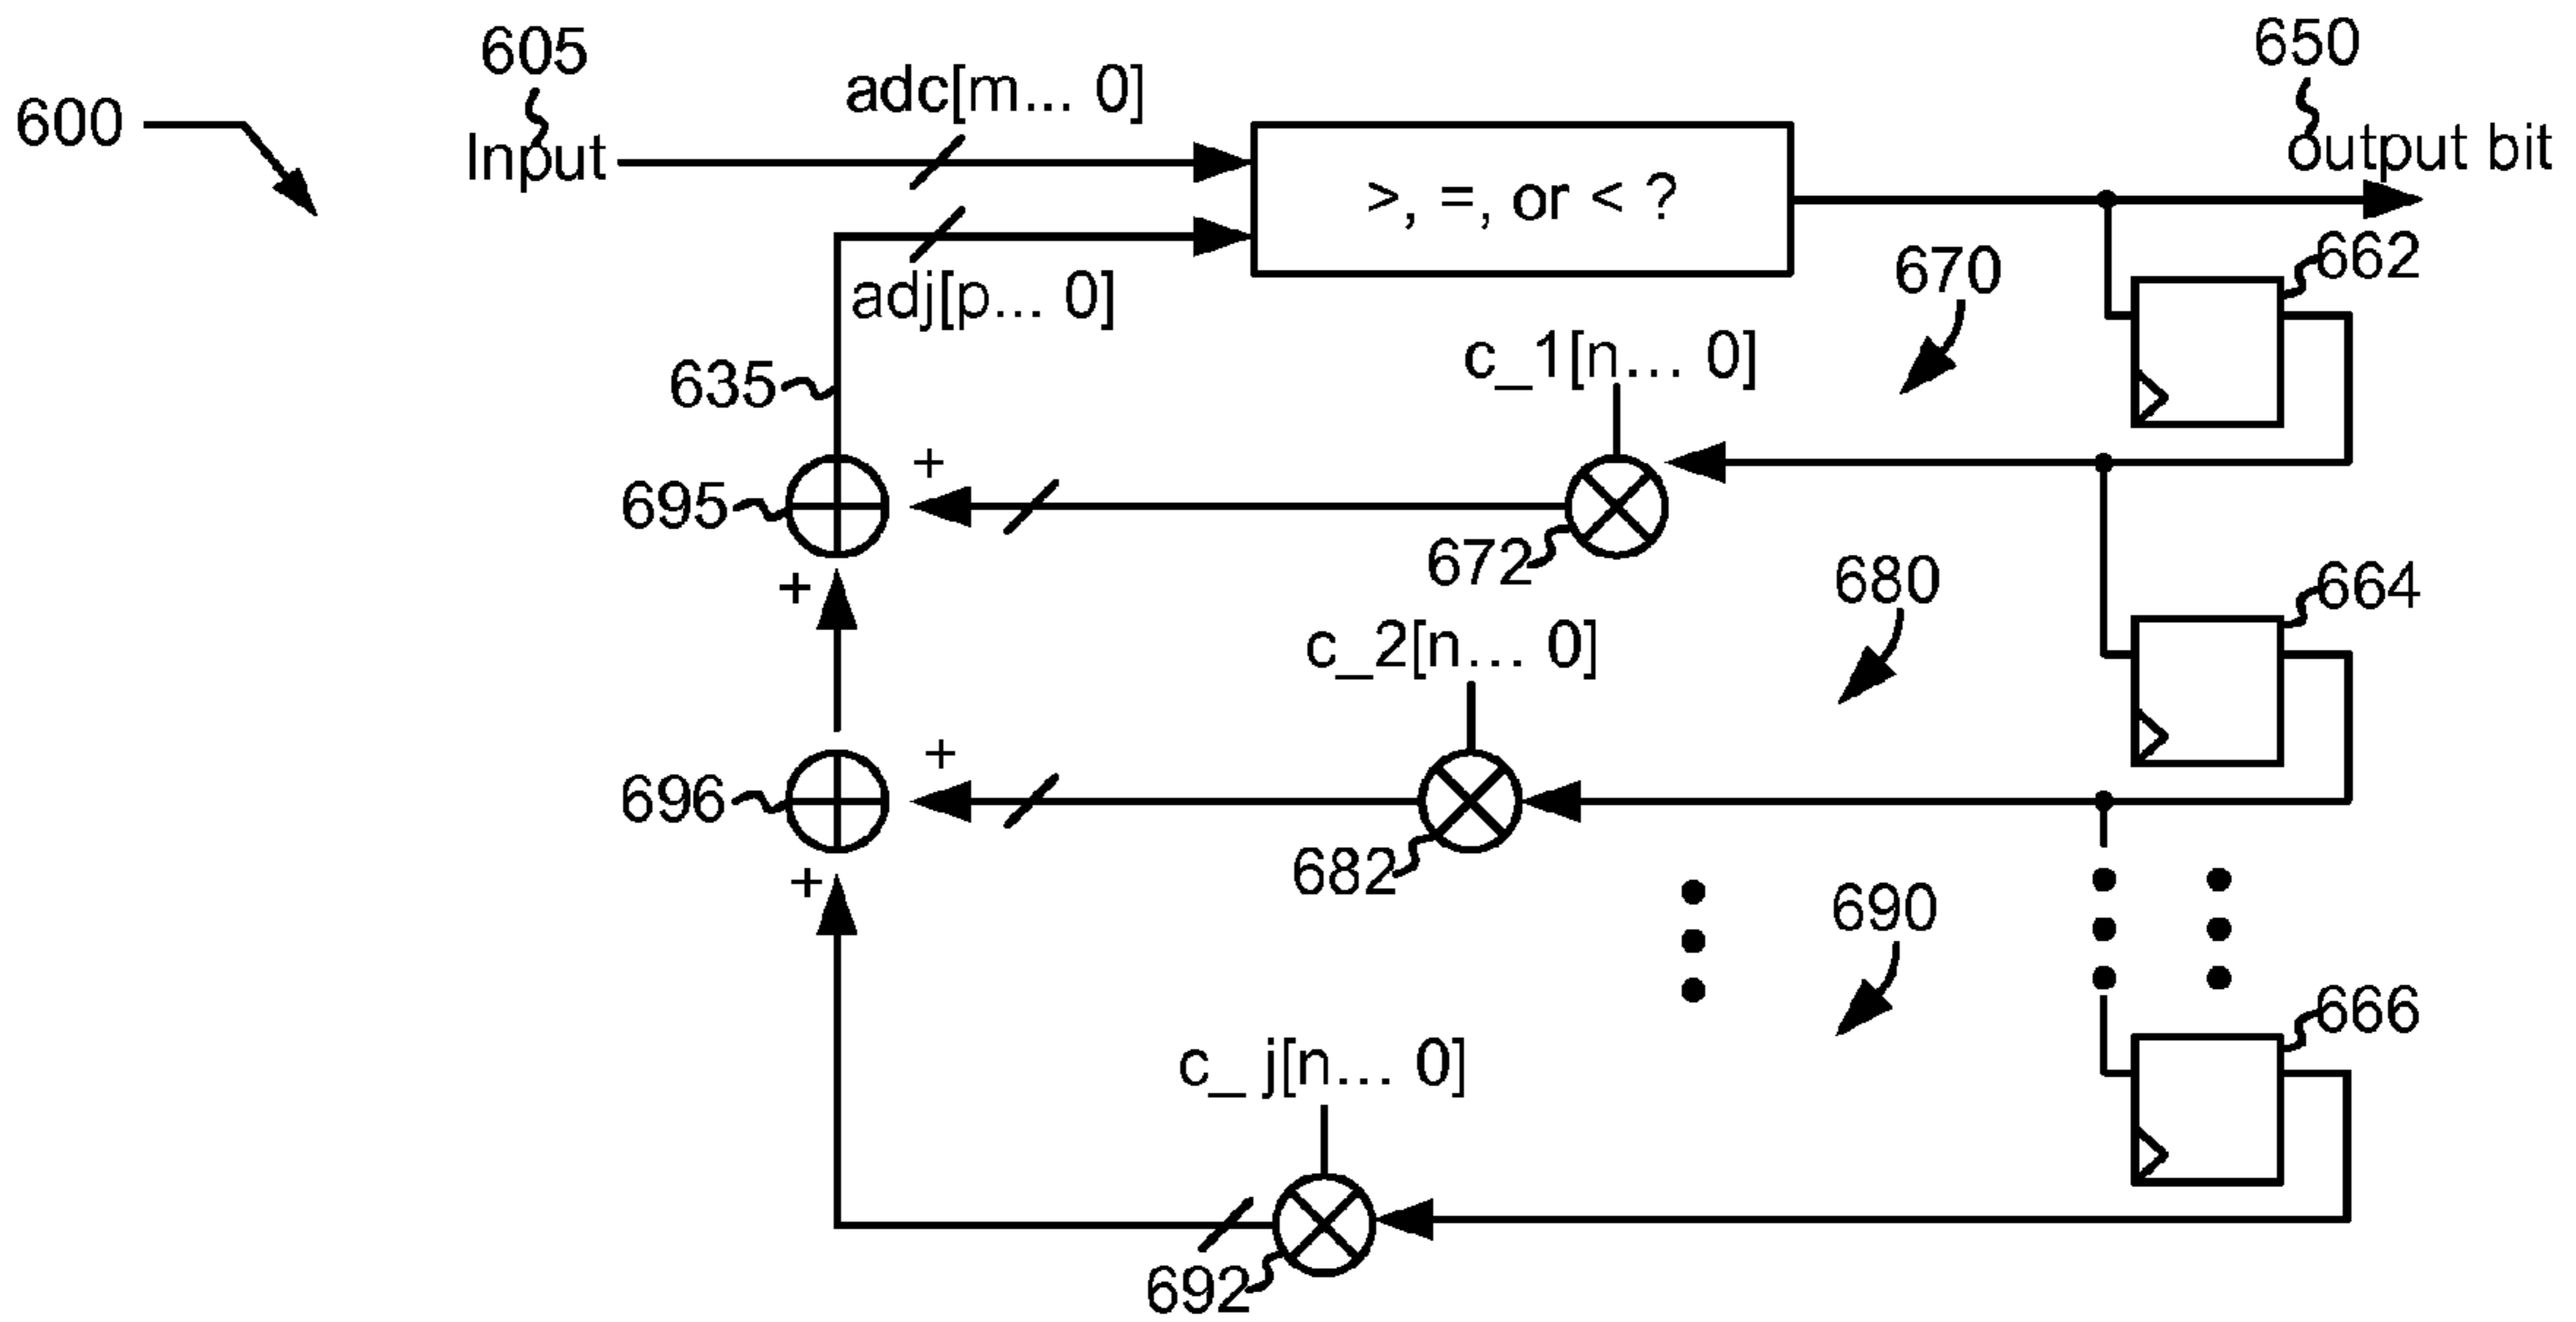 605
650
600
adc[m... 0]
Input
output bit
>, =, or < ?
662
670
adj[p... 0]
c_1[n... 0]
635
+
695
672
680
664
+
c_2[n... 0]
+
696
682
+
690
666
c_ j[n... 0]
692